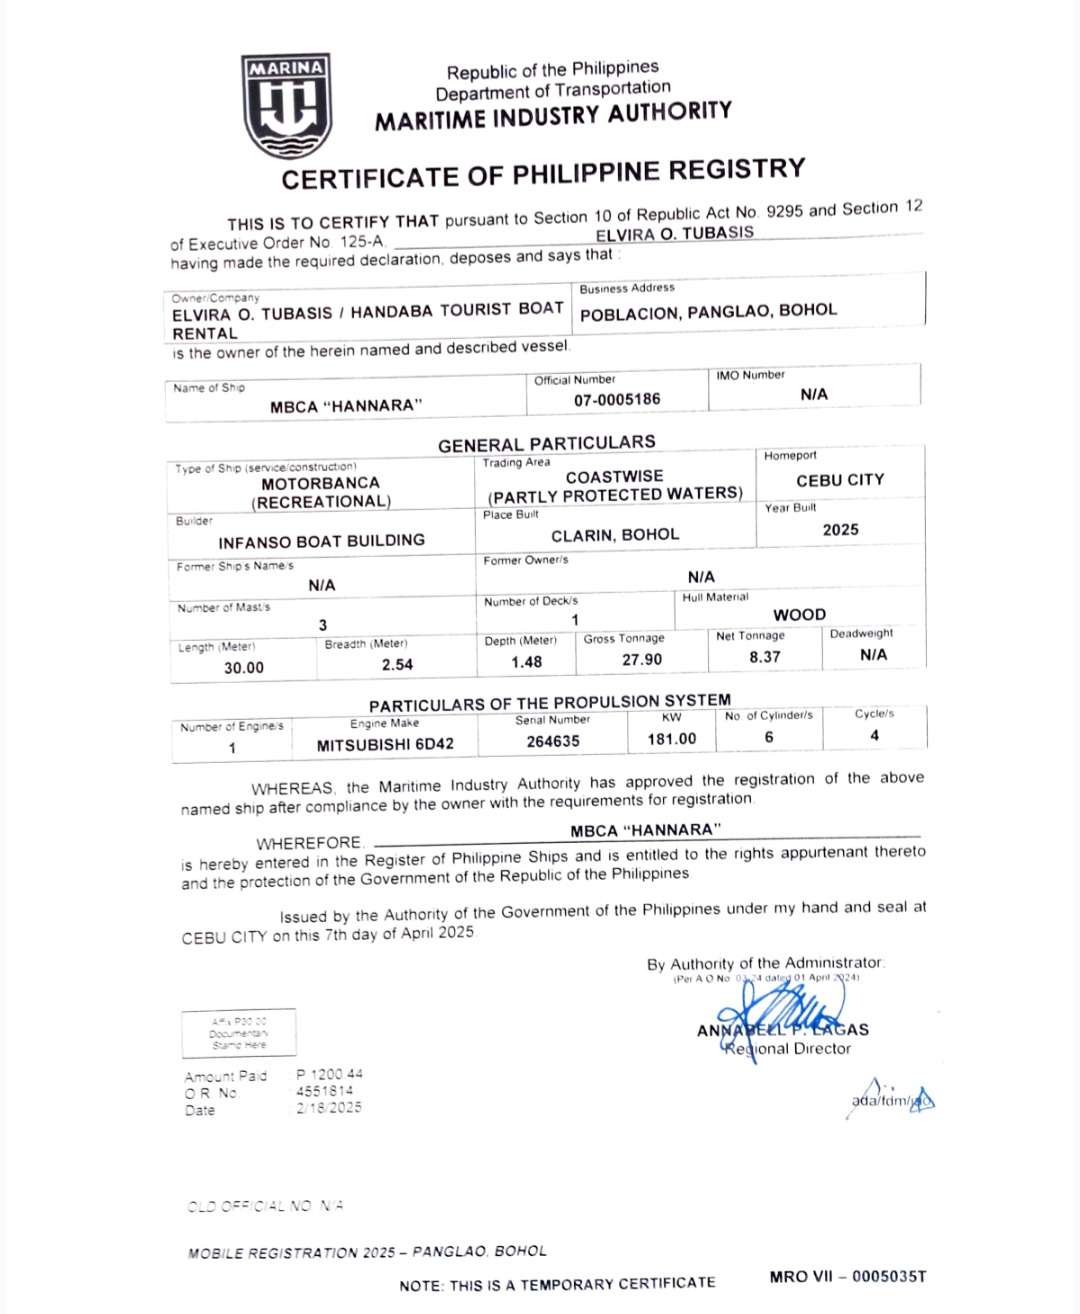 MARINA
Republic of the Philippines
Department of Transportation
MARITIME INDUSTRY AUTHORITY
CERTIFICATE OF PHILIPPINE REGISTRY
THIS IS TO CERTIFY THAT pursuant to Section 10 of Republic Act No. 9295 and Section 12
of Executive Order No. 125-A, ELVIRA O. TUBASIS
having made the required declaration, deposes and says that :
Owner/Company
ELVIRA O. TUBASIS / HANDABA TOURIST BOAT
RENTAL
Business Address
POBLACION, PANGLAO, BOHOL
is the owner of the herein named and described vessel.
Name of Ship
MBCA "HANNARA"
Official Number
07-0005186
IMO Number
N/A
GENERAL PARTICULARS
Type of Ship (service/construction)
MOTORBANCA
(RECREATIONAL)
Trading Area
COASTWISE
(PARTLY PROTECTED WATERS)
Homeport
CEBU CITY
Builder
INFANSO BOAT BUILDING
Place Built
CLARIN, BOHOL
Year Built
2025
Former Ship's Name/s
N/A
Former Owner/s
N/A
Number of Mast/s
3
Number of Deck/s
1
Hull Material
WOOD
Length (Meter)
30.00
Breadth (Meter)
2.54
Depth (Meter)
1.48
Gross Tonnage
27.90
Net Tonnage
8.37
Deadweight
N/A
PARTICULARS OF THE PROPULSION SYSTEM
Number of Engine/s
1
Engine Make
MITSUBISHI 6D42
Serial Number
264635
KW
181.00
No. of Cylinder/s
6
Cycle/s
4
WHEREAS, the Maritime Industry Authority has approved the registration of the above
named ship after compliance by the owner with the requirements for registration.
WHEREFORE, MBCA "HANNARA"
is hereby entered in the Register of Philippine Ships and is entitled to the rights appurtenant thereto
and the protection of the Government of the Republic of the Philippines.
Issued by the Authority of the Government of the Philippines under my hand and seal at
CEBU CITY on this 7th day of April 2025
By Authority of the Administrator:
(Per A.O No. 03-24 dated 01 April 2024)
ANNABELL P. LAGAS
Regional Director
Affix P30.00
Documentary
Stamp Here
Amount Paid P 1200.44
O.R. No. : 4551814
Date : 2/18/2025
OLD OFFICIAL NO. N/A
MOBILE REGISTRATION 2025 – PANGLAO, BOHOL
NOTE: THIS IS A TEMPORARY CERTIFICATE
MRO VII – 0005035T